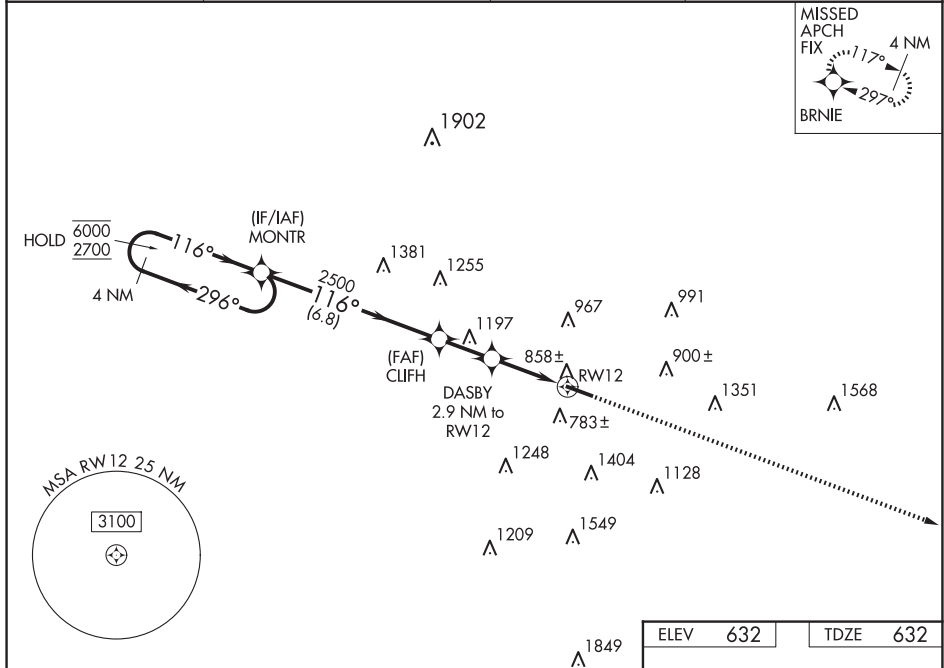 MISSED
APCH
FIX
4 NM
117°
297°
BRNIE
1902
(IF/IAF)
MONTR
HOLD
6000
2700
116°
296°
4 NM
1381
1255
2500
116°
(6.8)
1197
967
991
(FAF)
CLIFH
858±
RW12
900±
DASBY
2.9 NM to
RW12
783±
1351
1568
1248
1404
1128
MSA RW12 25 NM
3100
1209
1549
1849
ELEV 632
TDZE 632